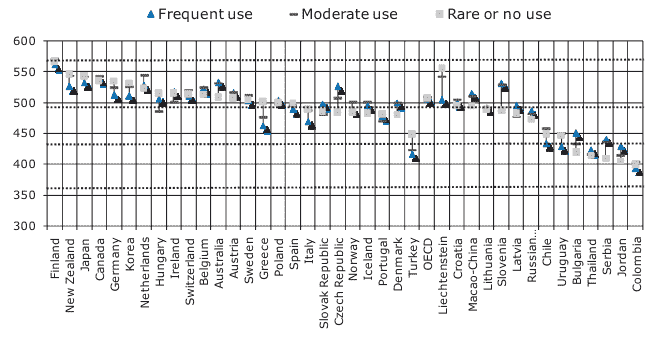 Frequent use Moderate use Rare or no use
600
550
500
450
400
350
300
Finland
New Zealand
Japan
Canada
Germany
Korea
Netherlands
Hungary
Ireland
Switzerland
Belgium
Australia
Austria
Sweden
Greece
Poland
Spain
Italy
Slovak Republic
Czech Republic
Norway
Iceland
Portugal
Denmark
Turkey
OECD
Liechtenstein
Croatia
Macao-China
Lithuania
Slovenia
Latvia
Russian...
Chile
Uruguay
Bulgaria
Thailand
Serbia
Jordan
Colombia